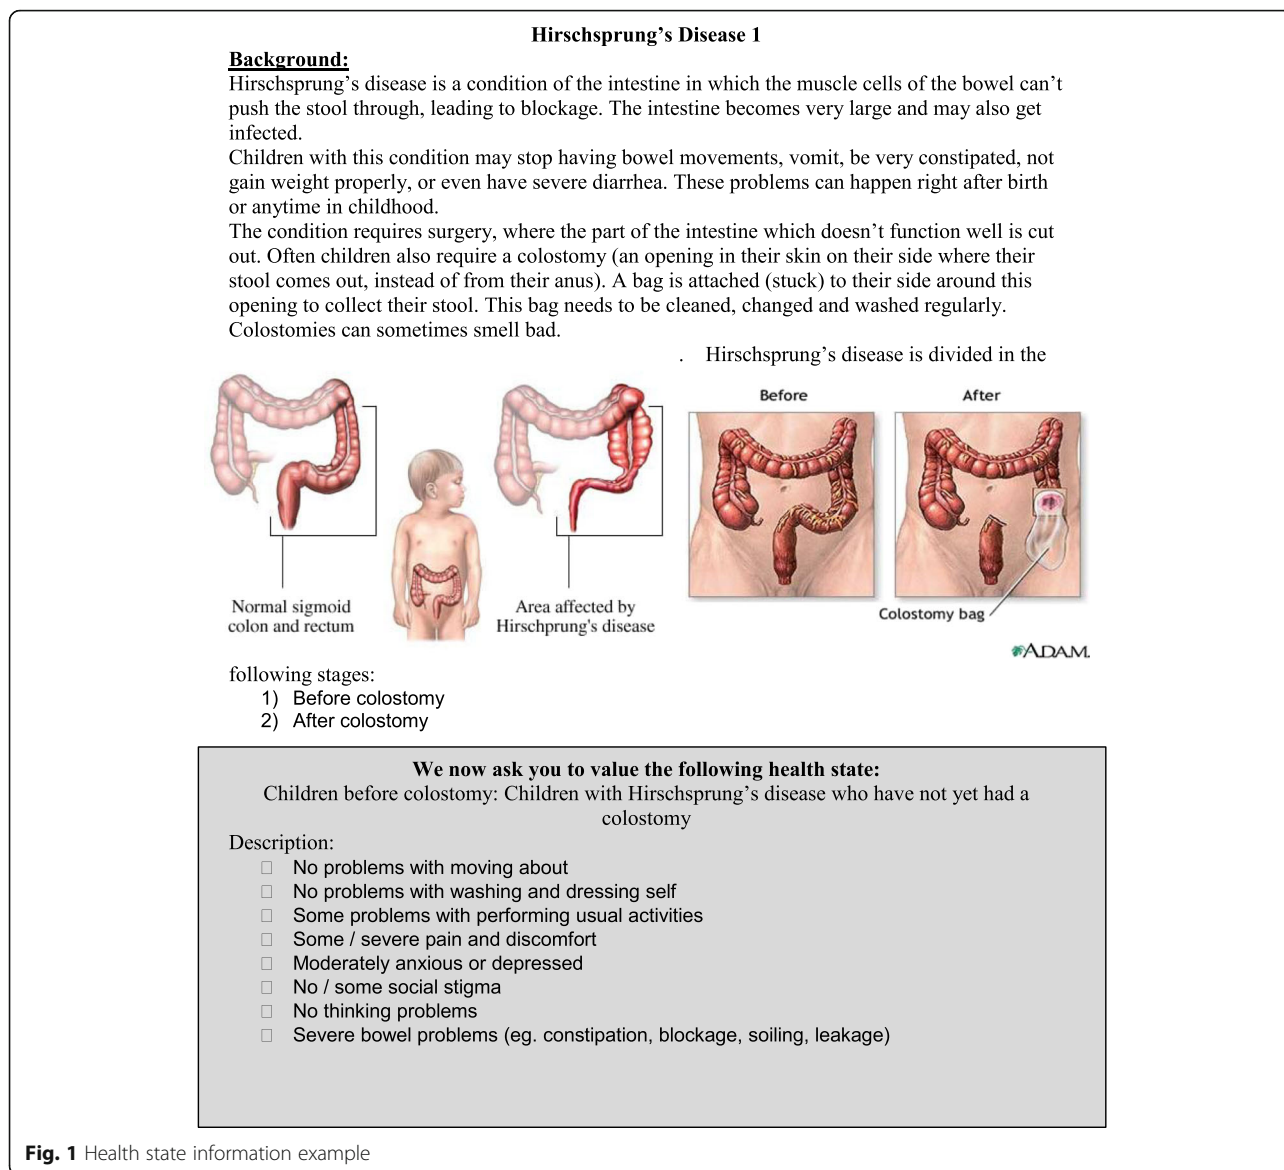 Hirschsprung’s Disease 1
Background:
Hirschsprung’s disease is a condition of the intestine in which the muscle cells of the bowel can’t
push the stool through, leading to blockage. The intestine becomes very large and may also get
infected.
Children with this condition may stop having bowel movements, vomit, be very constipated, not
gain weight properly, or even have severe diarrhea. These problems can happen right after birth
or anytime in childhood.
The condition requires surgery, where the part of the intestine which doesn’t function well is cut
out. Often children also require a colostomy (an opening in their skin on their side where their
stool comes out, instead of from their anus). A bag is attached (stuck) to their side around this
opening to collect their stool. This bag needs to be cleaned, changed and washed regularly.
Colostomies can sometimes smell bad.
. Hirschsprung’s disease is divided in the
Before
After
Normal sigmoid
colon and rectum
Area affected by
Hirschprung's disease
Colostomy bag
ADAM.
following stages:
1) Before colostomy
2) After colostomy
We now ask you to value the following health state:
Children before colostomy: Children with Hirschsprung’s disease who have not yet had a
colostomy
Description:
No problems with moving about
No problems with washing and dressing self
Some problems with performing usual activities
Some / severe pain and discomfort
Moderately anxious or depressed
No / some social stigma
No thinking problems
Severe bowel problems (eg. constipation, blockage, soiling, leakage)
Fig. 1 Health state information example